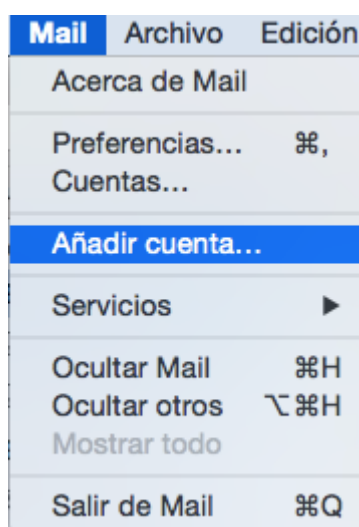 Mail Archivo Edición
Acerca de Mail
Preferencias... ⌘,
Cuentas...
Añadir cuenta...
Servicios ▶
Ocultar Mail ⌘H
Ocultar otros ⌥⌘H
Mostrar todo
Salir de Mail ⌘Q